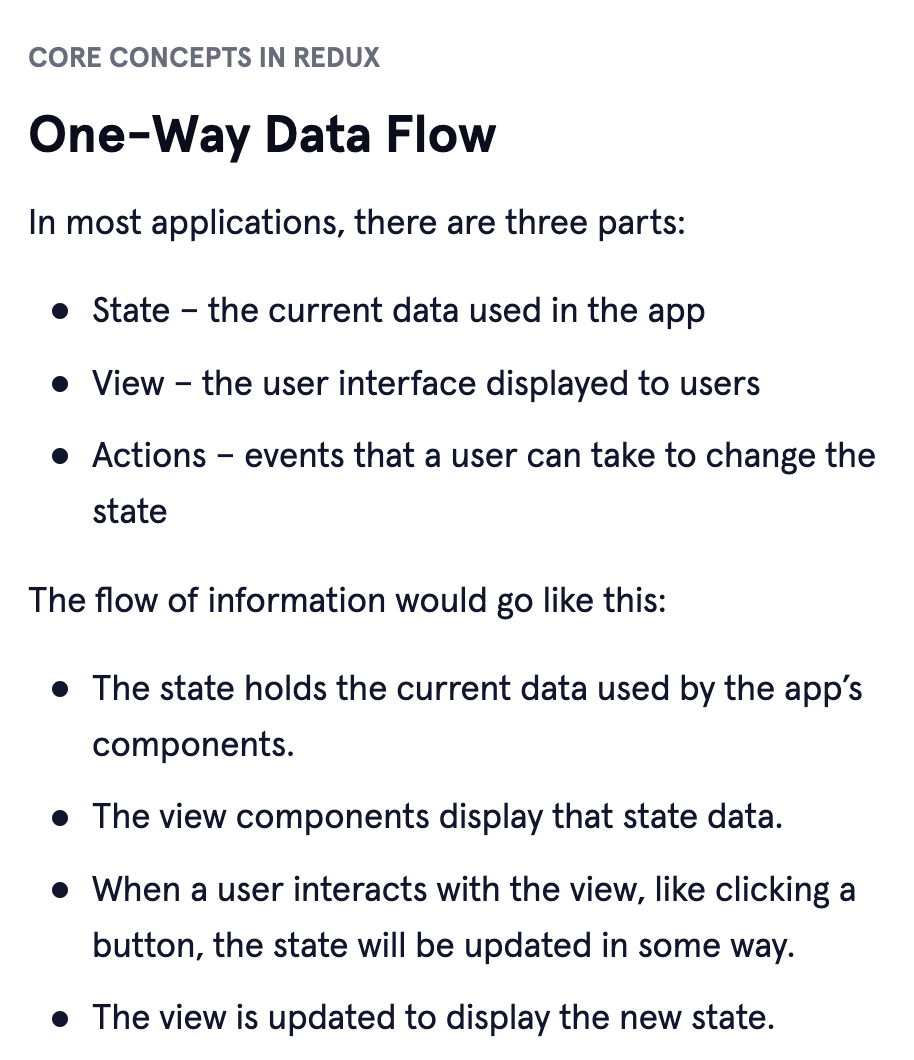 CORE CONCEPTS IN REDUX
One-Way Data Flow
In most applications, there are three parts:
● State – the current data used in the app
● View – the user interface displayed to users
● Actions – events that a user can take to change the
state
The flow of information would go like this:
● The state holds the current data used by the app’s
components.
● The view components display that state data.
● When a user interacts with the view, like clicking a
button, the state will be updated in some way.
● The view is updated to display the new state.